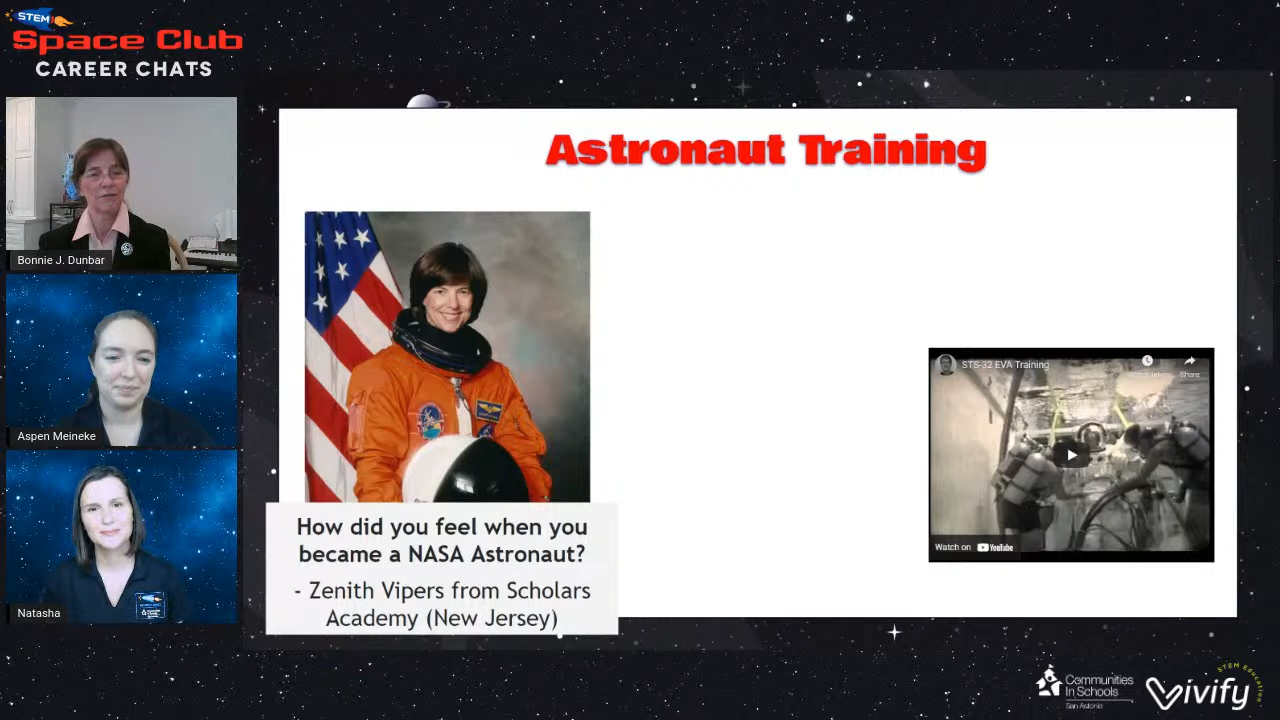 STEM
Space Club
CAREER CHATS
Bonnie J. Dunbar
Aspen Meineke
Natasha
Astronaut Training
How did you feel when you
became a NASA Astronaut?
- Zenith Vipers from Scholars
Academy (New Jersey)
STS-32 EVA Training
Share
Watch on YouTube
Communities
In Schools
San Antonio
Vivify
STEM Education